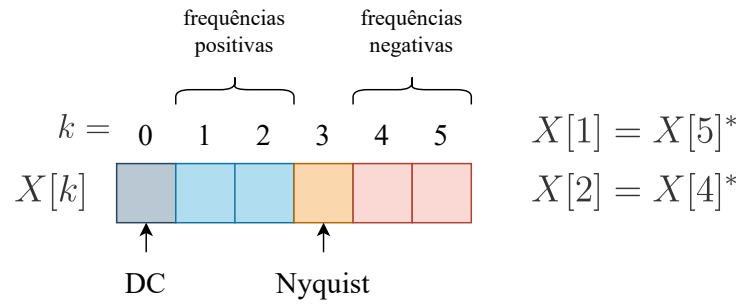 frequências
positivas
frequências
negativas
k = 0 1 2 3 4 5
X[1] = X[5]*
X[k]
X[2] = X[4]*
DC
Nyquist